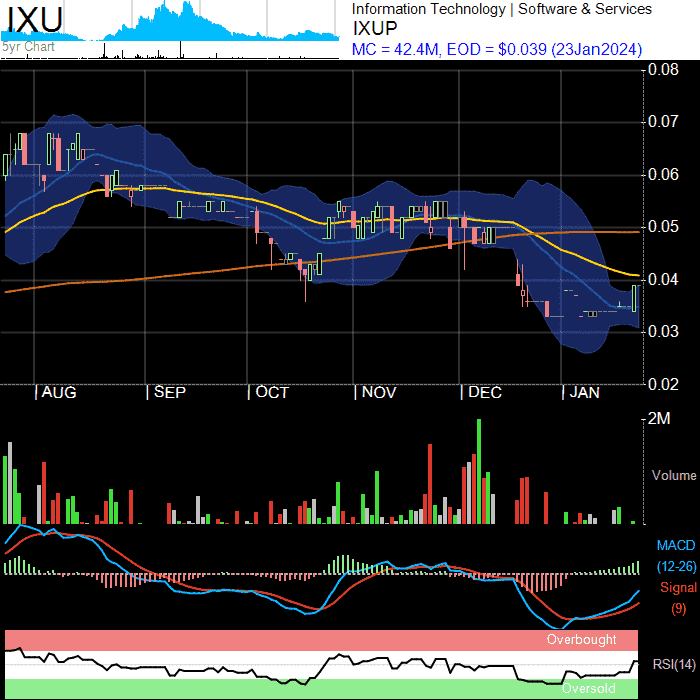 IXU
5yr Chart
Information Technology | Software & Services
IXUP
MC = 42.4M, EOD = $0.039 (23Jan2024)
0.08
0.07
0.06
0.05
0.04
0.03
0.02
| AUG | SEP | OCT | NOV | DEC | JAN
2M
Volume
MACD
(12-26)
Signal
(9)
Overbought
RSI(14)
Oversold